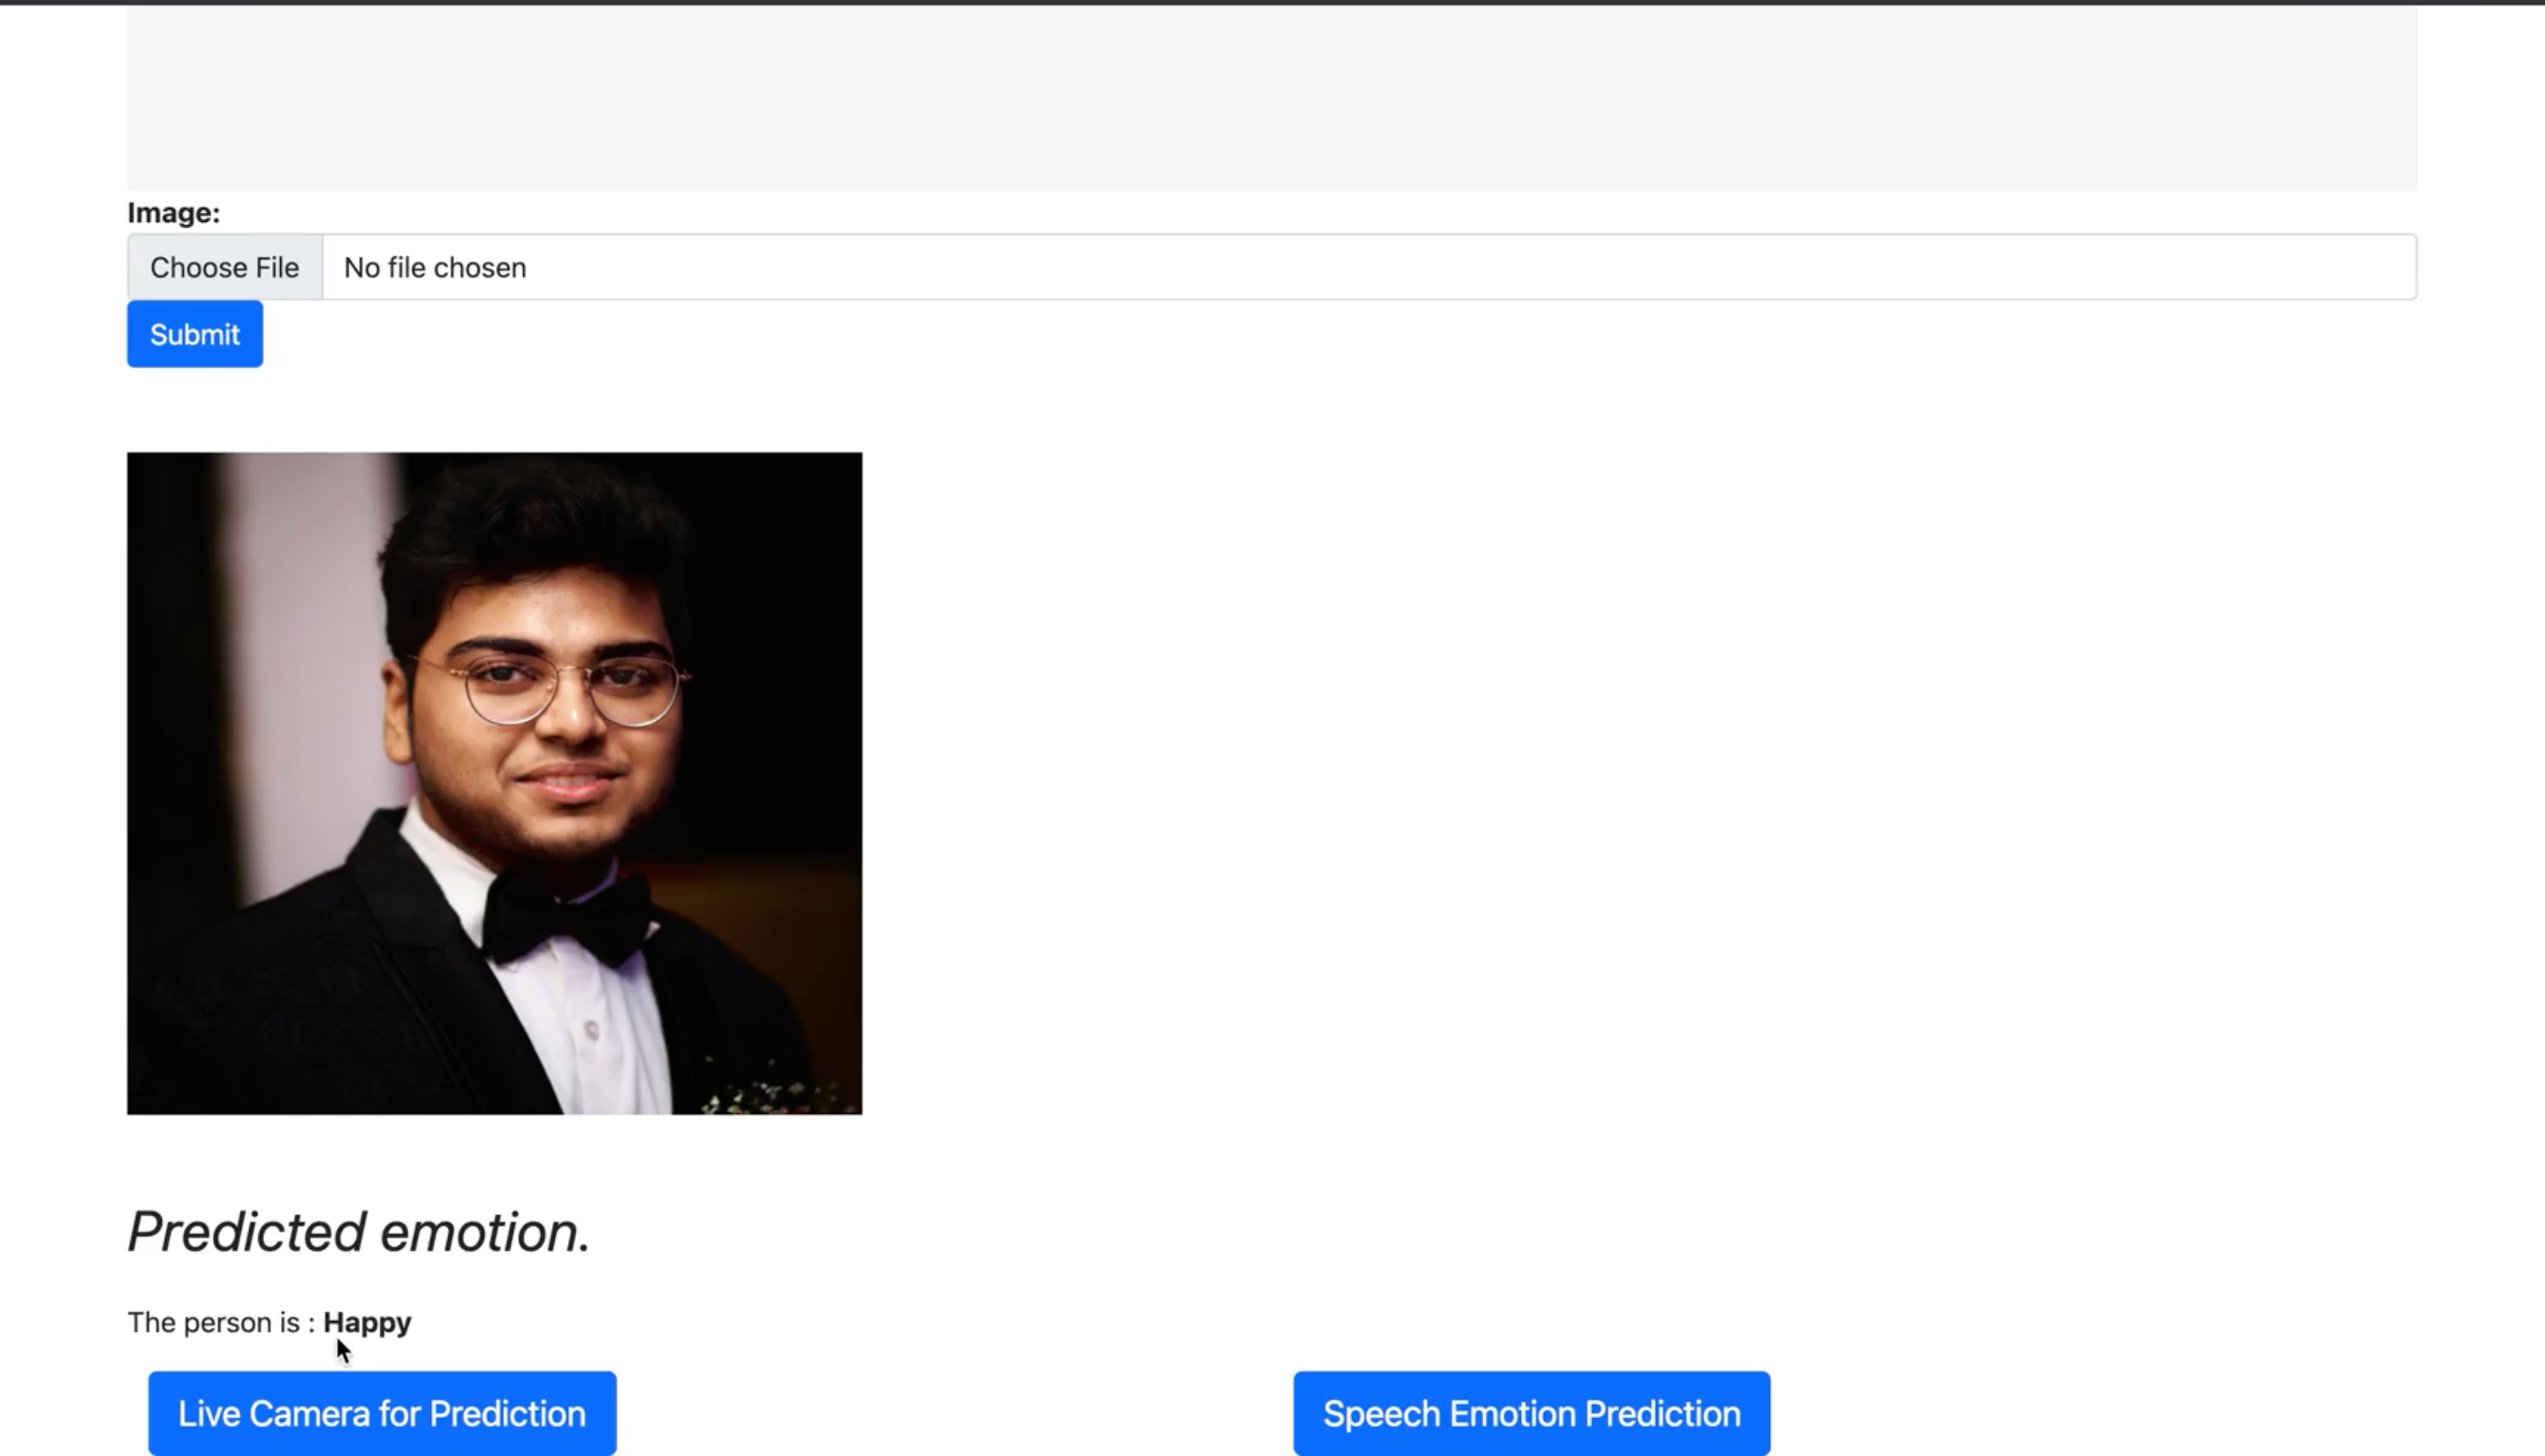 Image:
Choose File No file chosen
Submit
Predicted emotion.
The person is : Happy
Live Camera for Prediction Speech Emotion Prediction